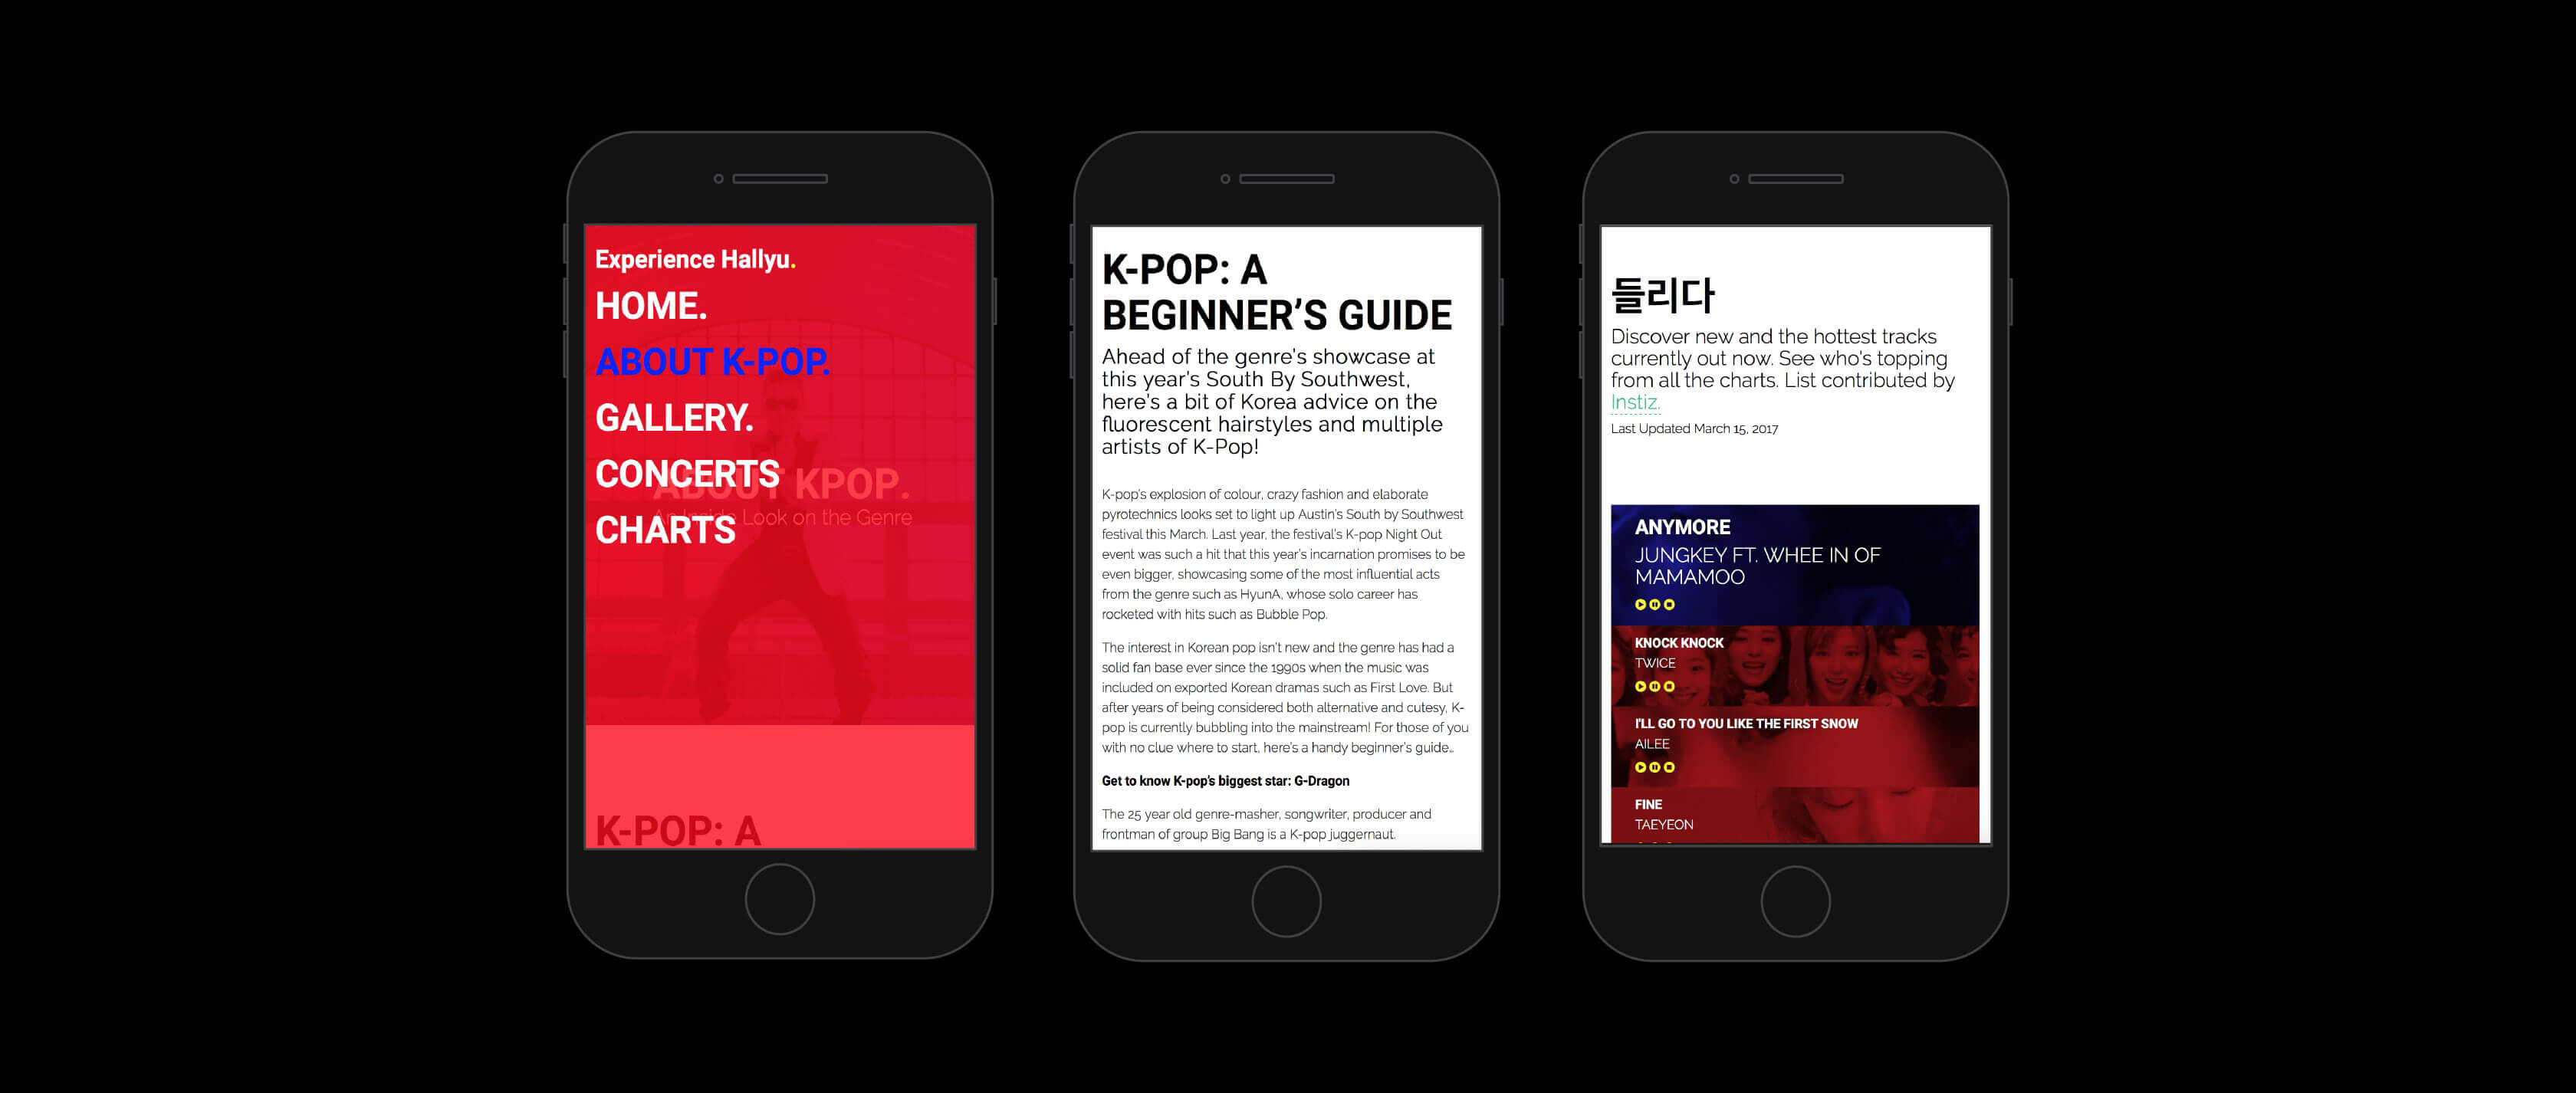 Experience Hallyu.
HOME.
ABOUT K-POP.
GALLERY.
CONCERTS
ABOUT KPOP.
An Inside Look on the Genre
CHARTS
K-POP: A
K-POP: A
BEGINNER’S GUIDE
Ahead of the genre's showcase at
this year's South By Southwest,
here's a bit of Korea advice on the
fluorescent hairstyles and multiple
artists of K-Pop!
K-pop’s explosion of colour, crazy fashion and elaborate
pyrotechnics looks set to light up Austin’s South by Southwest
festival this March. Last year, the festival’s K-pop Night Out
event was such a hit that this year’s incarnation promises to be
even bigger, showcasing some of the most influential acts
from the genre such as HyunA, whose solo career has
rocketed with hits such as Bubble Pop.
The interest in Korean pop isn’t new and the genre has had a
solid fan base ever since the 1990s when the music was
included on exported Korean dramas such as First Love. But
after years of being considered both alternative and cutesy, K-
pop is currently bubbling into the mainstream! For those of you
with no clue where to start, here’s a handy beginner’s guide…
Get to know K-pop’s biggest star: G-Dragon
The 25 year old genre-masher, songwriter, producer and
frontman of group Big Bang is a K-pop juggernaut.
들리다
Discover new and the hottest tracks
currently out now. See who's topping
from all the charts. List contributed by
Instiz.
Last Updated March 15, 2017
ANYMORE
JUNGKEY FT. WHEE IN OF
MAMAMOO
KNOCK KNOCK
TWICE
I'LL GO TO YOU LIKE THE FIRST SNOW
AILEE
FINE
TAEYEON